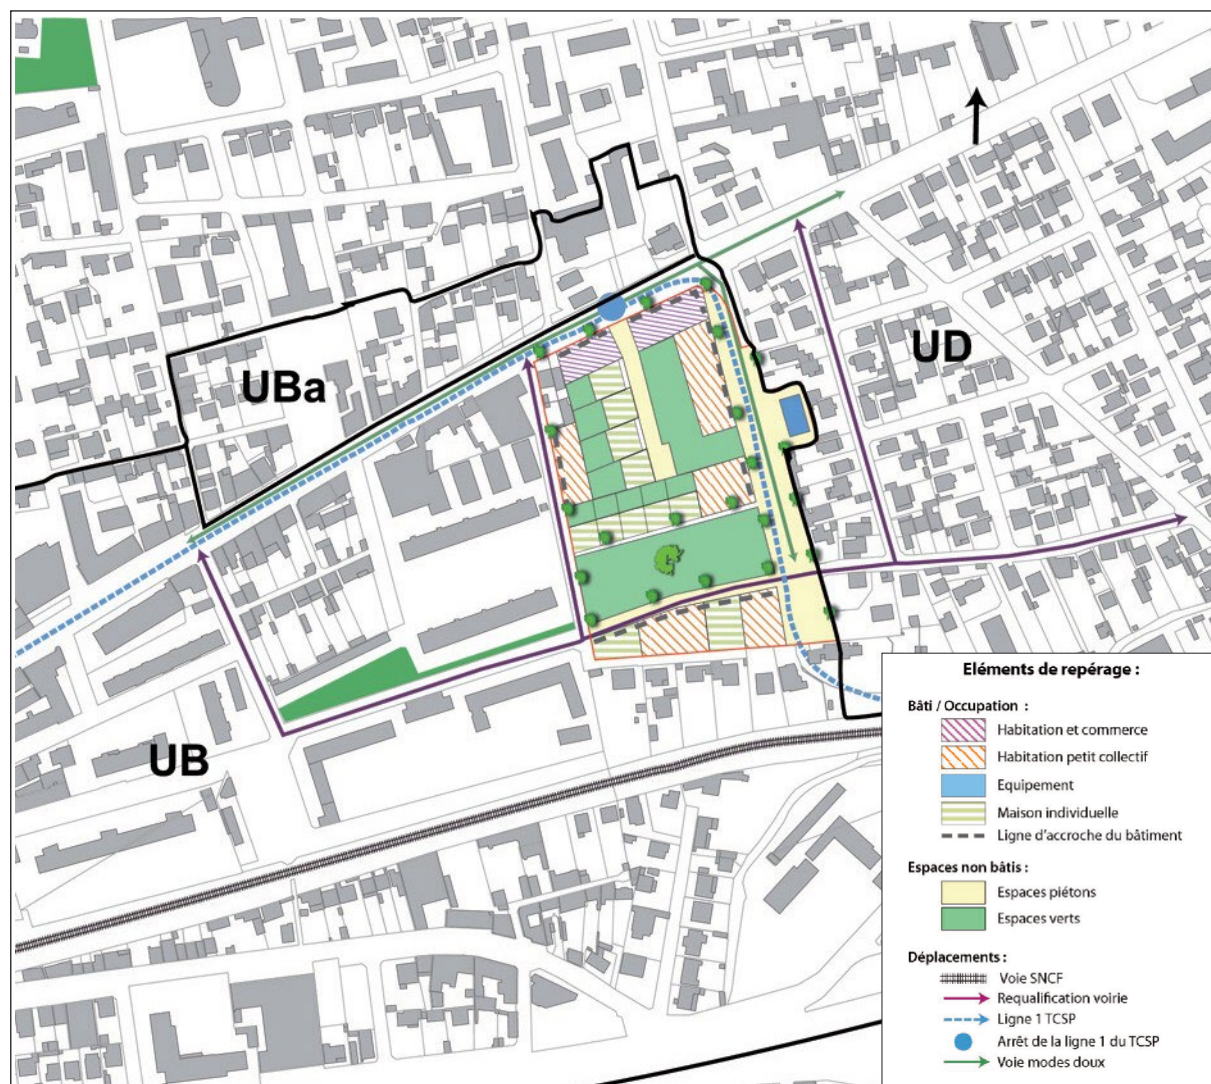 UBa
UD
UB
Eléments de repérage :
Bâti / Occupation :
Habitation et commerce
Habitation petit collectif
Equipement
Maison individuelle
Ligne d'accroche du bâtiment
Espaces non bâtis :
Espaces piétons
Espaces verts
Déplacements :
Voie SNCF
Requalification voirie
Ligne 1 TCSP
Arrêt de la ligne 1 du TCSP
Voie modes doux